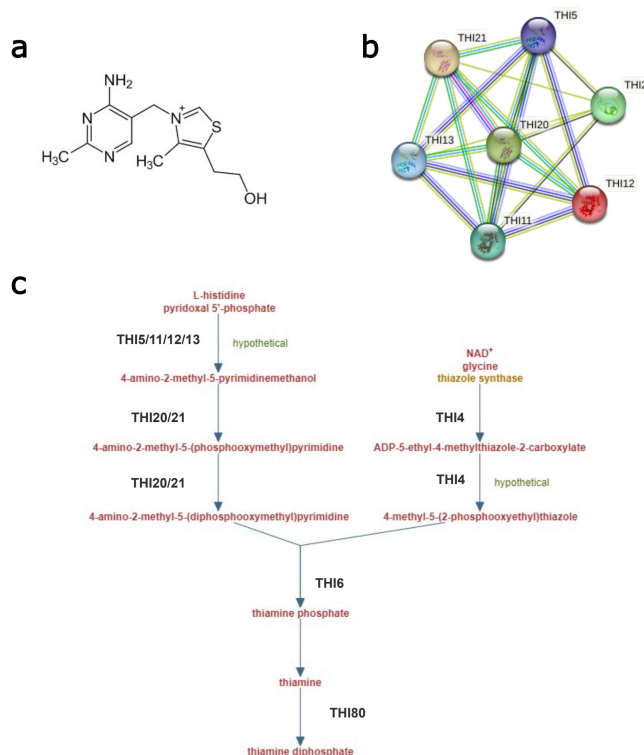 a
NH2
N
N
H3C
N
+
S
H3C
OH
b
THI5
THI21
THI2
THI20
THI13
THI12
THI11
c
L-histidine
pyridoxal 5'-phosphate
THI5/11/12/13
hypothetical
NAD+
glycine
thiazole synthase
4-amino-2-methyl-5-pyrimidinemethanol
THI20/21
THI4
4-amino-2-methyl-5-(phosphooxymethyl)pyrimidine
ADP-5-ethyl-4-methylthiazole-2-carboxylate
THI20/21
THI4
hypothetical
4-amino-2-methyl-5-(diphosphooxymethyl)pyrimidine
4-methyl-5-(2-phosphooxyethyl)thiazole
THI6
thiamine phosphate
thiamine
THI80
thiamine diphosphate